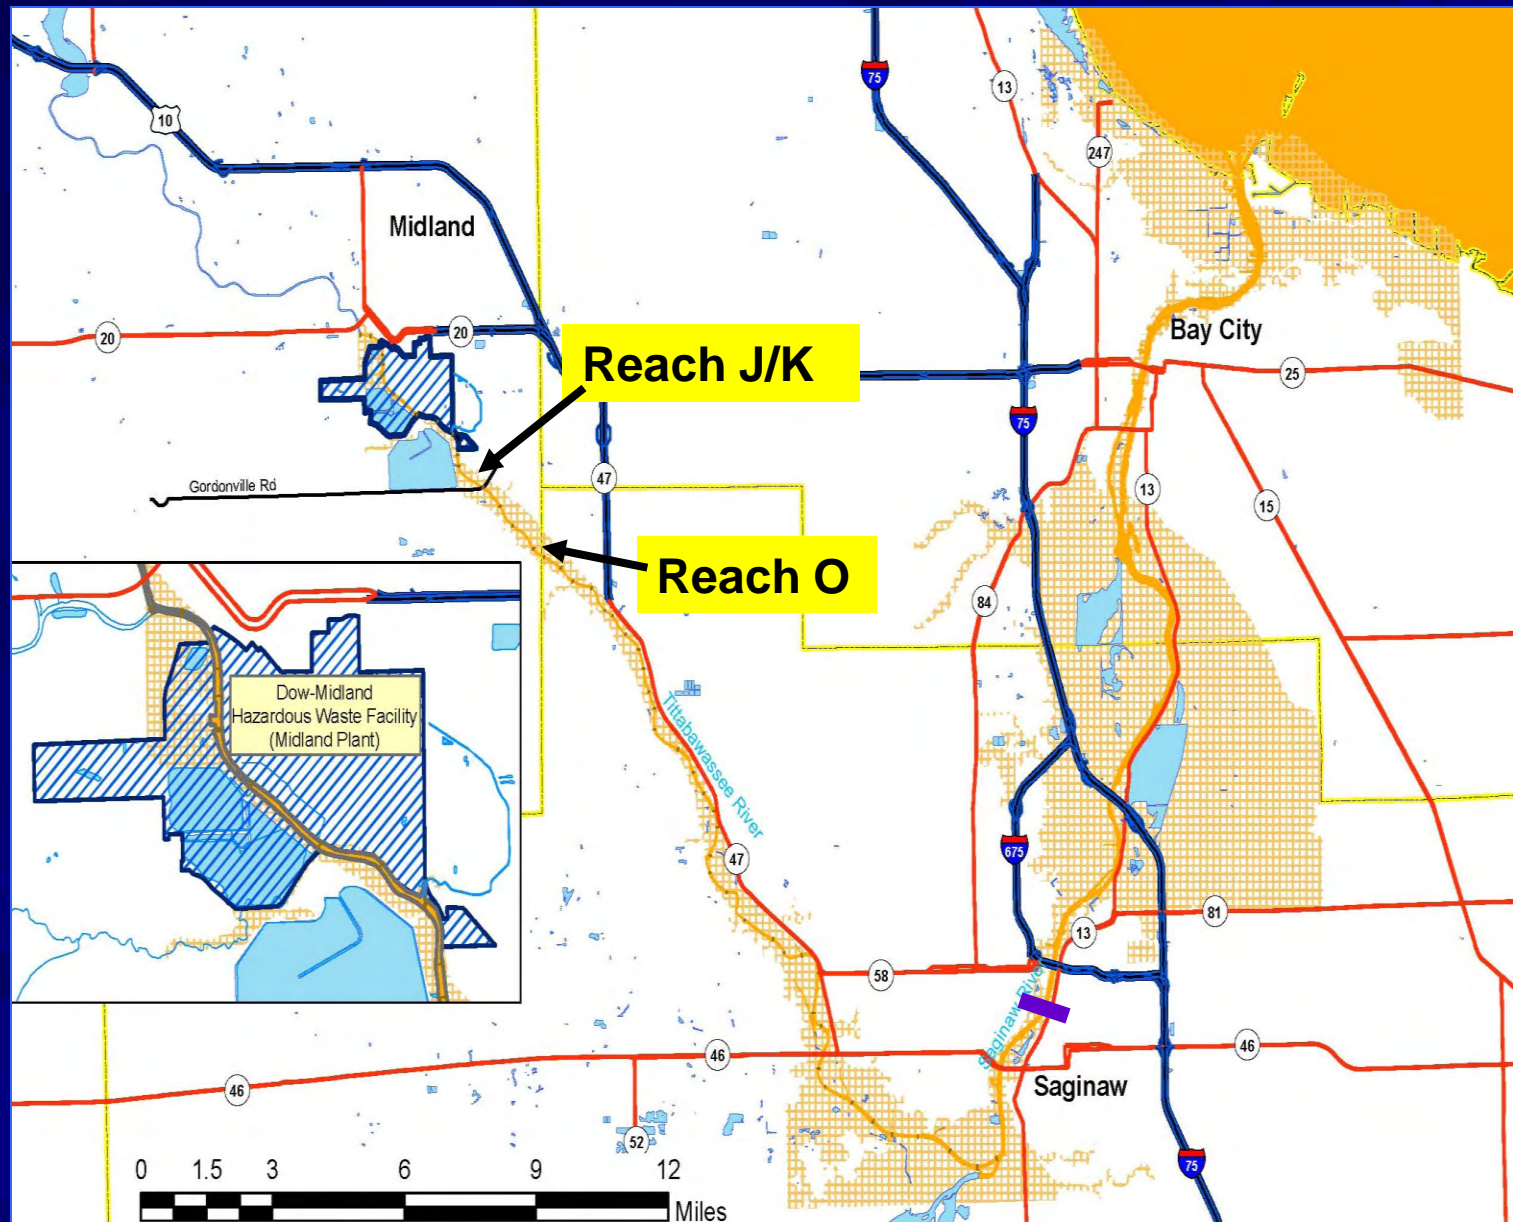 75
13
10
247
Midland
20
20
Reach J/K
Bay City
25
75
47
13
15
Gordonville Rd
Reach O
84
Dow-Midland
Hazardous Waste Facility
(Midland Plant)
Tittabawassee River
675
47
81
13
58
Saginaw River
46
46
46
Saginaw
52
75
0 1.5 3 6 9 12
Miles